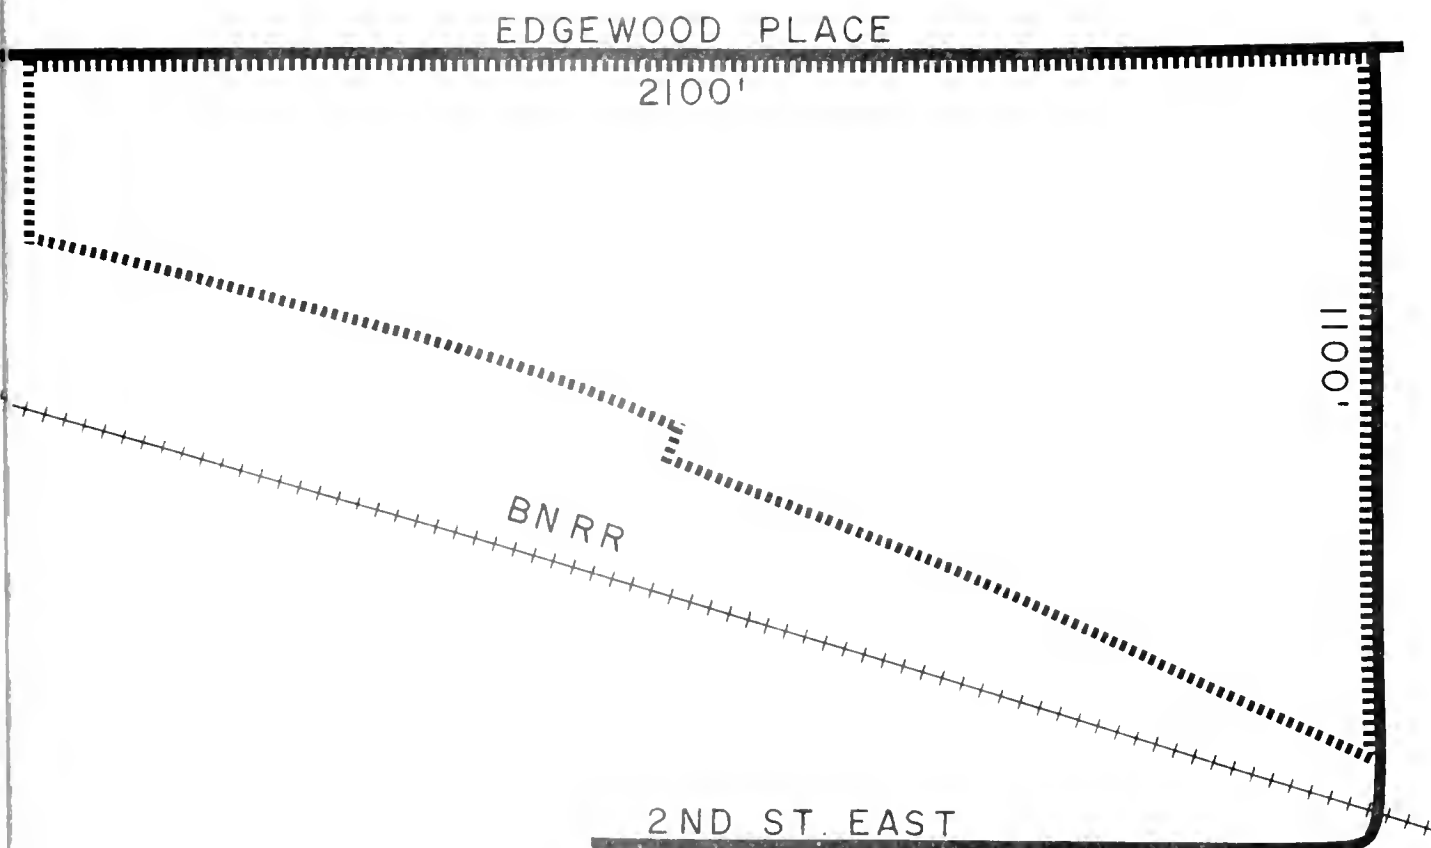 EDGEWOOD PLACE
2100'
1100'
BNRR
2ND ST. EAST